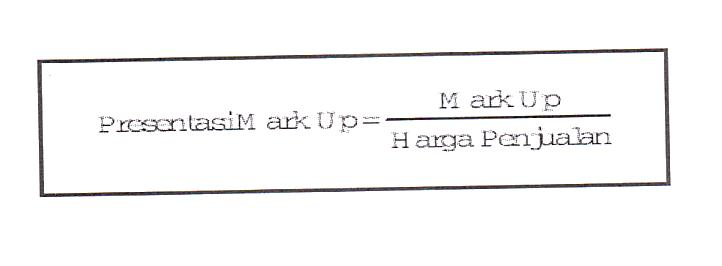 Presentasi Mark Up = Mark Up
Harga Penjualan